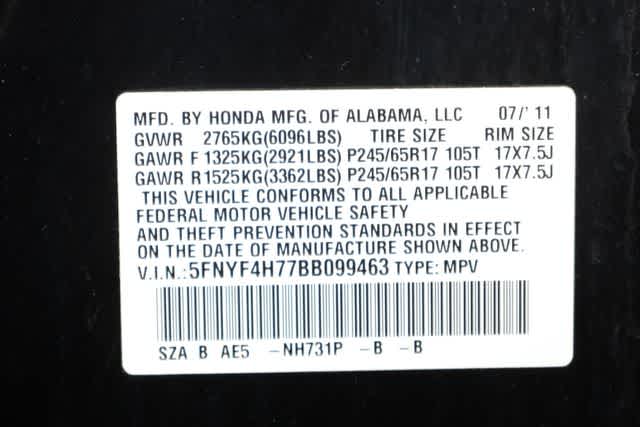 MFD. BY HONDA MFG. OF ALABAMA, LLC 07/'11
GVWR 2765KG(6096LBS) TIRE SIZE RIM SIZE
GAWR F 1325KG(2921LBS) P245/65R17 105T 17X7.5J
GAWR R1525KG(3362LBS) P245/65R17 105T 17X7.5J
THIS VEHICLE CONFORMS TO ALL APPLICABLE
FEDERAL MOTOR VEHICLE SAFETY
AND THEFT PREVENTION STANDARDS IN EFFECT
ON THE DATE OF MANUFACTURE SHOWN ABOVE.
V.I.N.:5FNYF4H77BB099463 TYPE: MPV
SZA B AE5 -NH731P -B -B